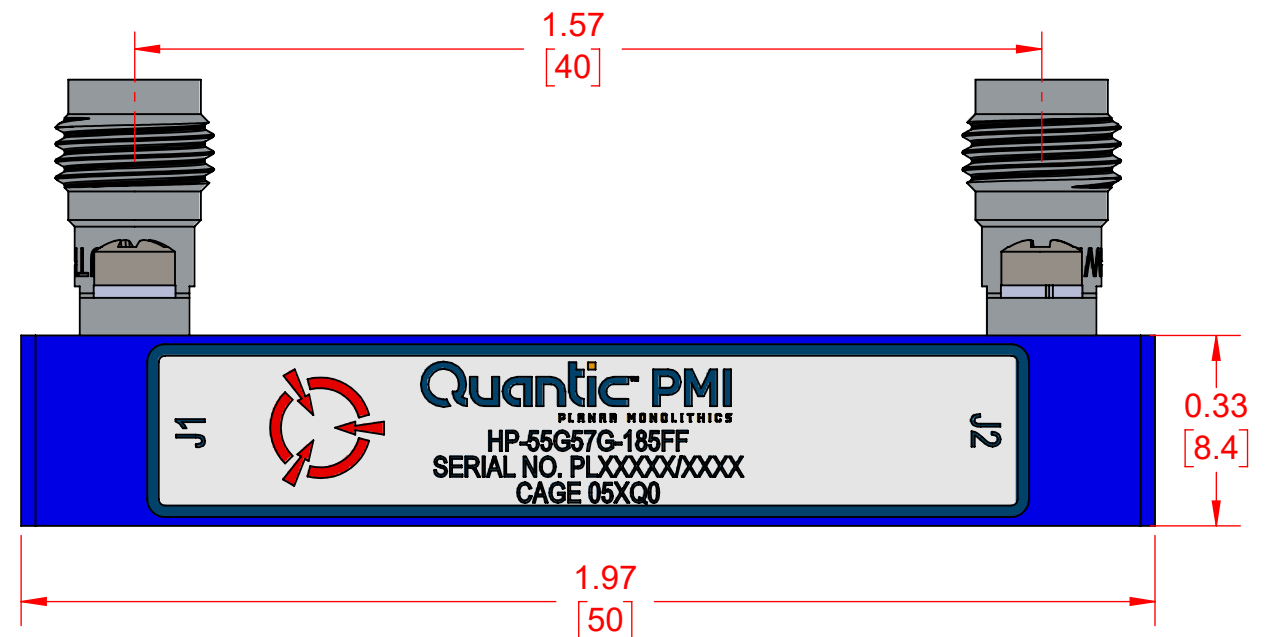 1.57
[40]
J1
Quantic™ PMI
PLANAR MONOLITHICS
HP-55G57G-185FF
SERIAL NO. PLXXXXX/XXXX
CAGE 05XQ0
J2
0.33
[8.4]
1.97
[50]